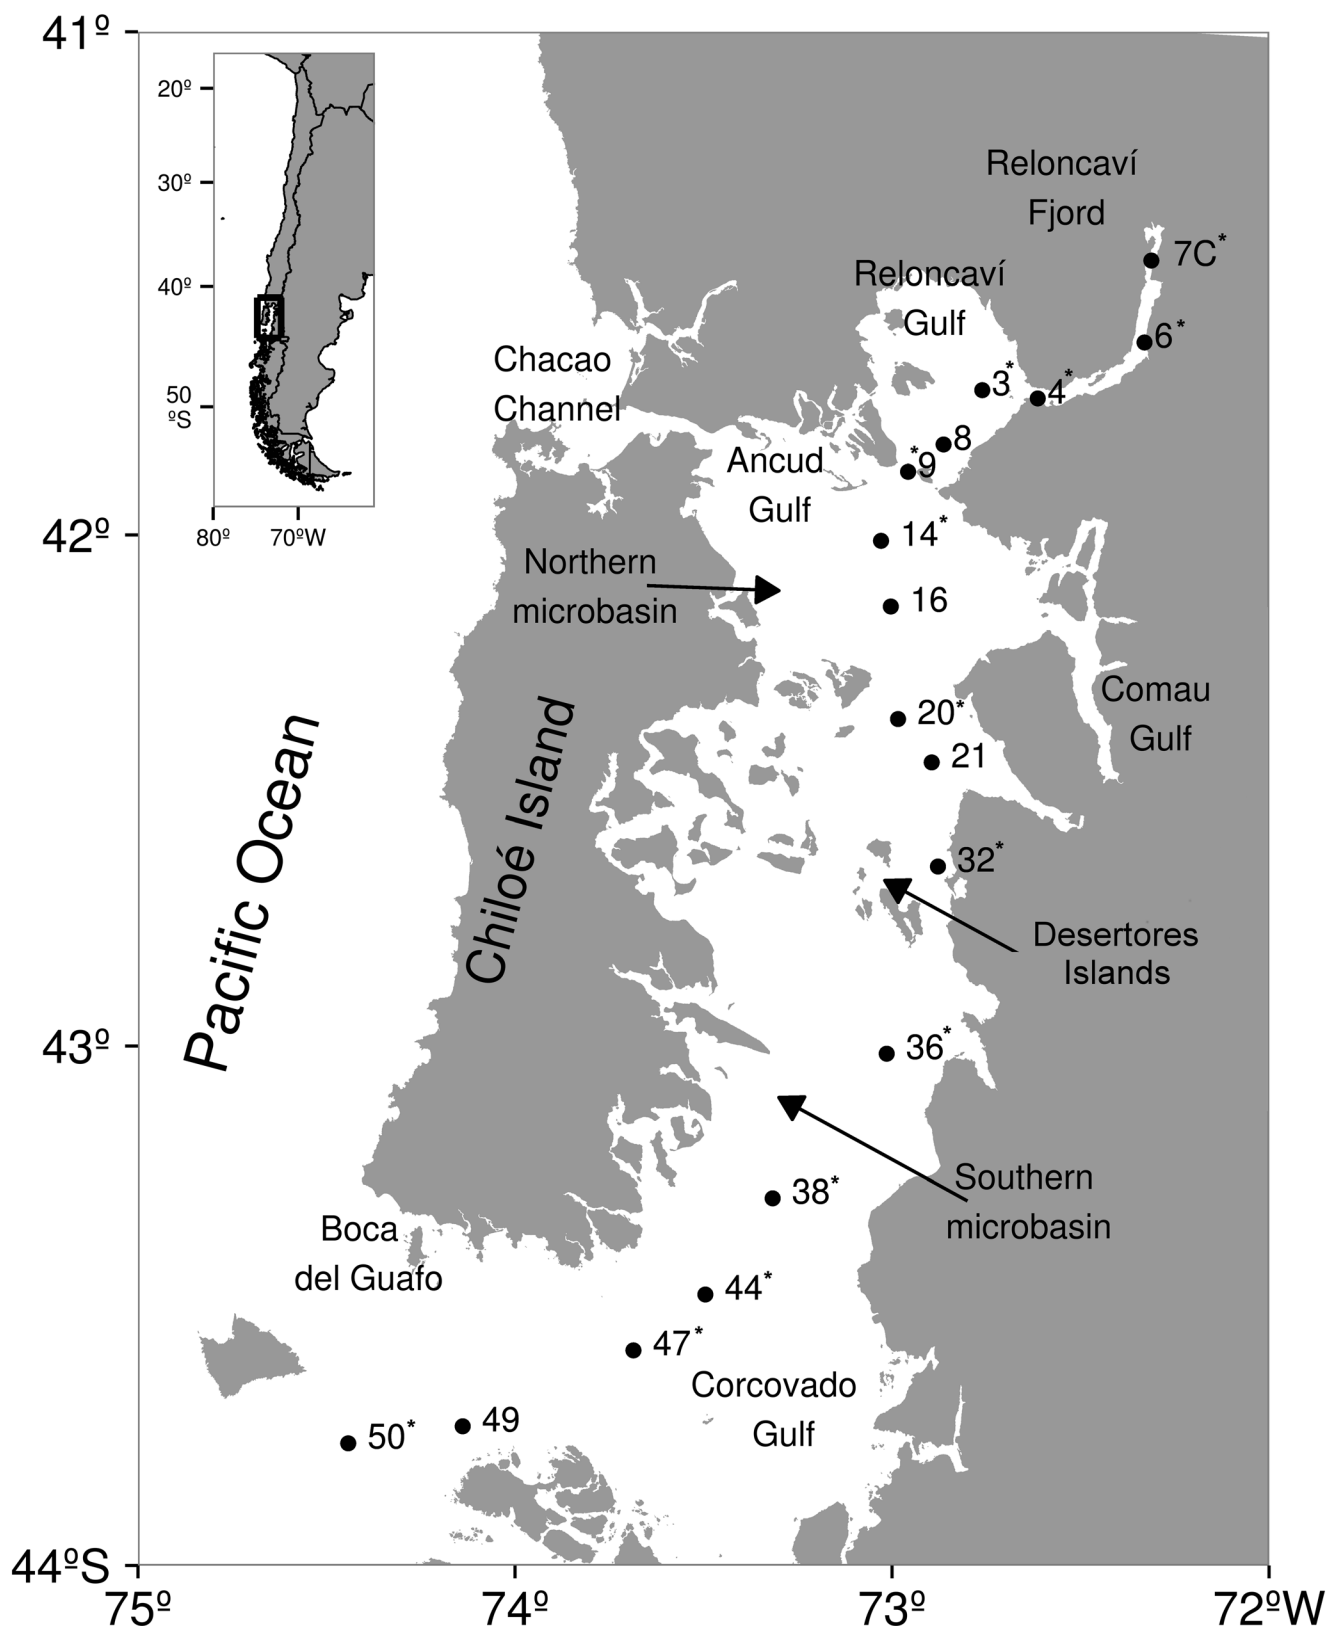 41º
20º
30º
40º
50
ºS
80º
70ºW
Reloncaví
Fjord
7C*
Reloncaví
Gulf
6*
Chacao
Channel
3*
4*
8
*9
Ancud
Gulf
42º
14*
Northern
microbasin
16
Comau
Gulf
20*
21
Pacific Ocean
Chiloé Island
32*
Desertores
Islands
43º
36*
Southern
microbasin
38*
Boca
del Guafo
44*
47*
Corcovado
Gulf
50*
49
44ºS
75º
74º
73º
72ºW